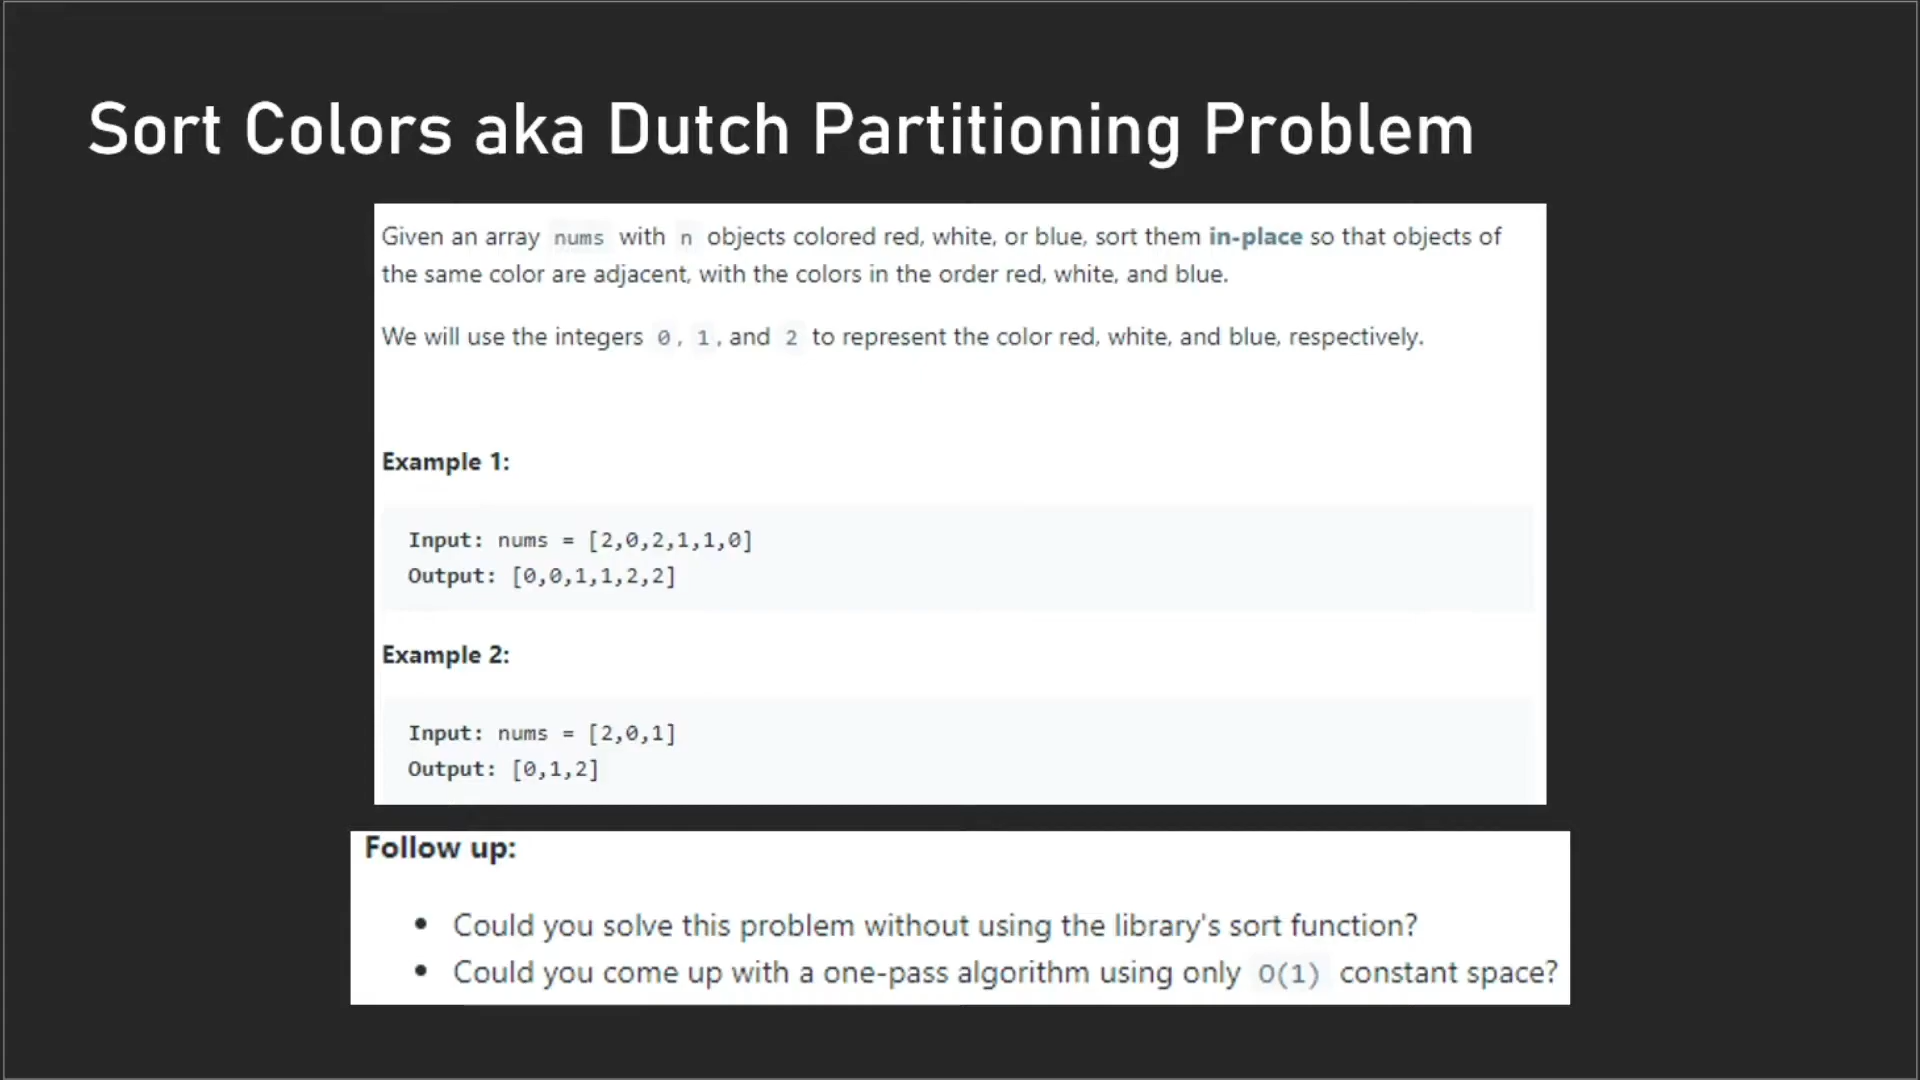 Sort Colors aka Dutch Partitioning Problem
Given an array nums with n objects colored red, white, or blue, sort them in-place so that objects of
the same color are adjacent, with the colors in the order red, white, and blue.
We will use the integers 0, 1, and 2 to represent the color red, white, and blue, respectively.
Example 1:
Input: nums = [2,0,2,1,1,0]
Output: [0,0,1,1,2,2]
Example 2:
Input: nums = [2,0,1]
Output: [0,1,2]
Follow up:
• Could you solve this problem without using the library's sort function?
• Could you come up with a one-pass algorithm using only O(1) constant space?